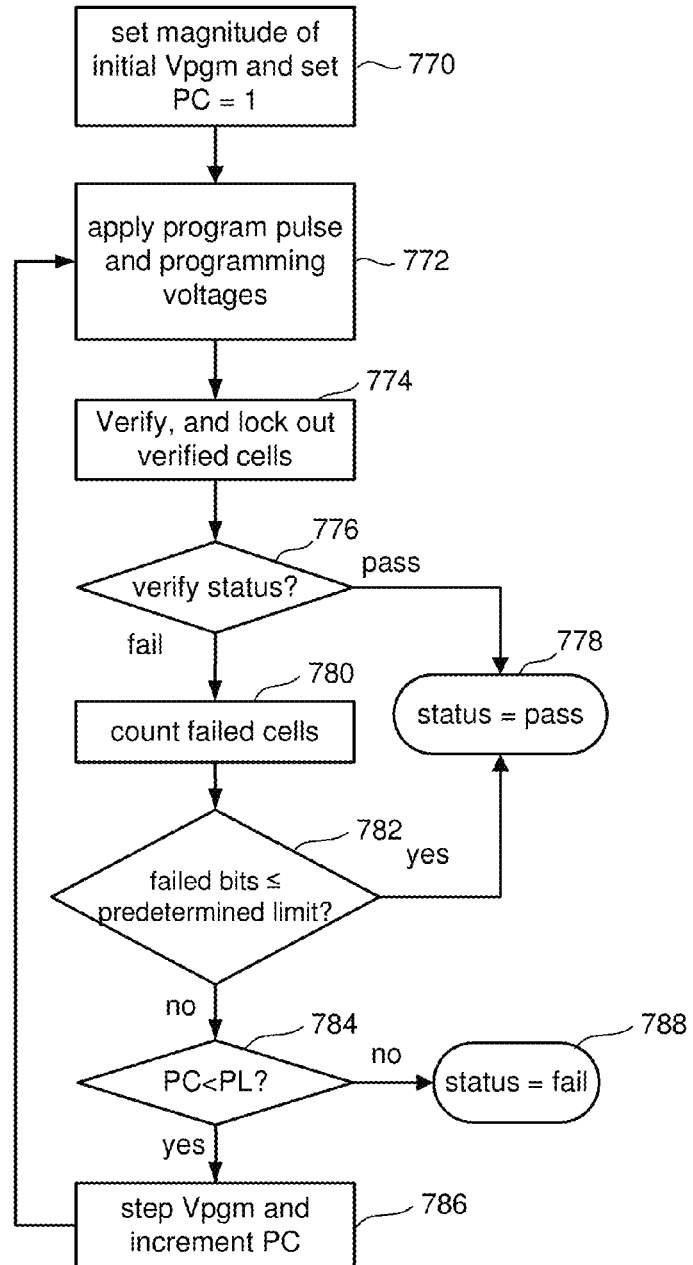 set magnitude of
initial Vpgm and set
PC = 1
770
apply program pulse
and programming
voltages
772
774
Verify, and lock out
verified cells
776
verify status?
pass
fail
778
status = pass
780
count failed cells
782
failed bits ≤
predetermined limit?
yes
no
784
PC<PL?
no
788
status = fail
yes
step Vpgm and
increment PC
786